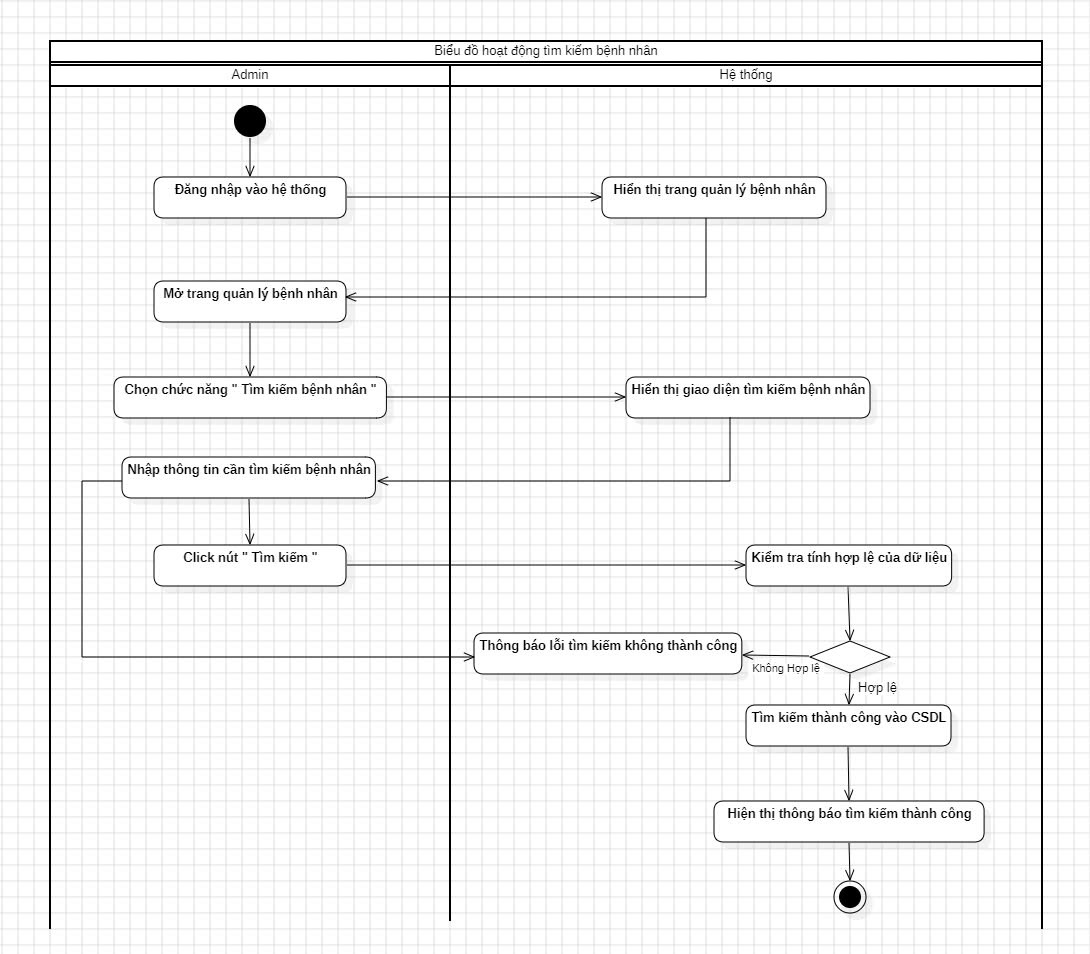 Biểu đồ hoạt động tìm kiếm bệnh nhân
Admin
Hệ thống
Đăng nhập vào hệ thống
Hiển thị trang quản lý bệnh nhân
Mở trang quản lý bệnh nhân
Chọn chức năng " Tìm kiếm bệnh nhân "
Hiển thị giao diện tìm kiếm bệnh nhân
Nhập thông tin cần tìm kiếm bệnh nhân
Click nút " Tìm kiếm "
Kiểm tra tính hợp lệ của dữ liệu
Thông báo lỗi tìm kiếm không thành công
Không Hợp lệ
Hợp lệ
Tìm kiếm thành công vào CSDL
Hiện thị thông báo tìm kiếm thành công